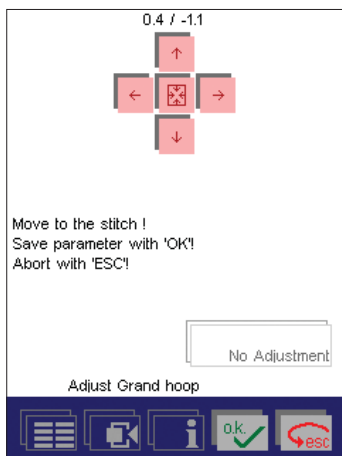 0.4 / -1.1
Move to the stitch !
Save parameter with 'OK'!
Abort with 'ESC'!
No Adjustment
Adjust Grand hoop
i o.k. esc